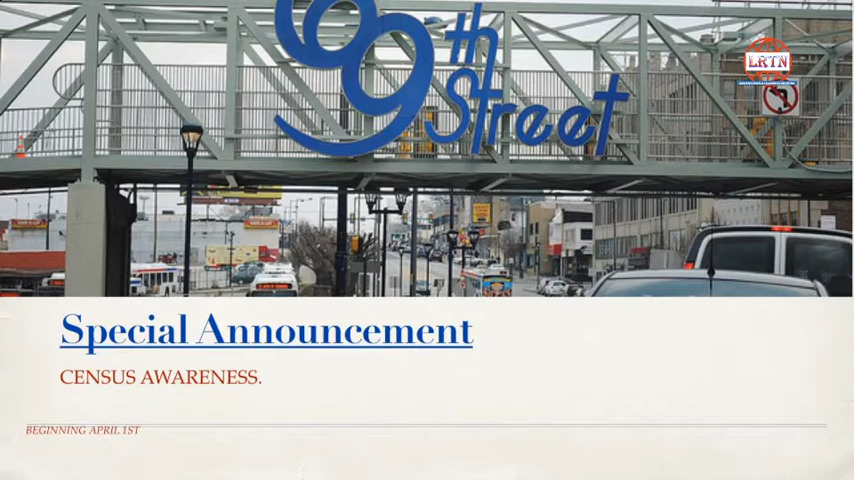 69th
Street
LRTN
Special Announcement
CENSUS AWARENESS.
BEGINNING APRIL 1ST